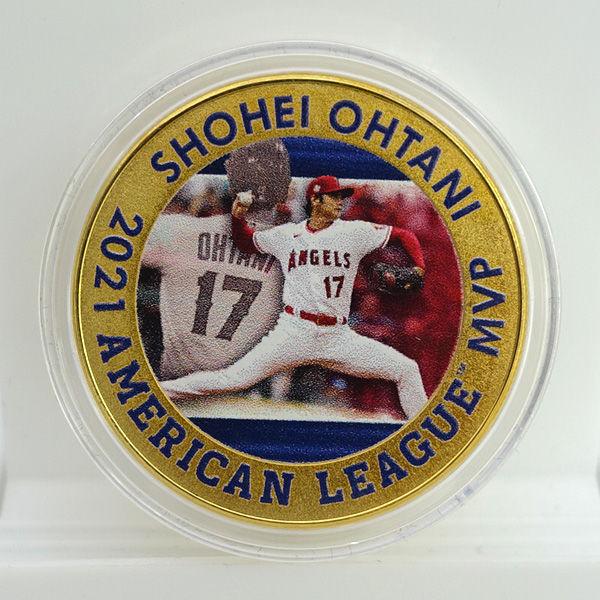 SHOHEI OHTANI
2021 AMERICAN LEAGUE™ MVP
OHTANI
17
ANGELS
17